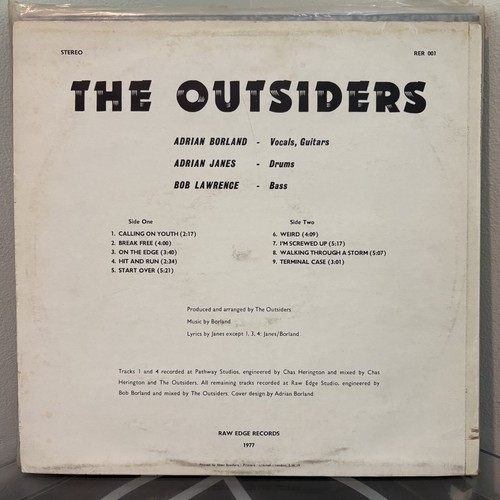 STEREO
RER 001
THE OUTSIDERS
ADRIAN BORLAND - Vocals, Guitars
ADRIAN JANES - Drums
BOB LAWRENCE - Bass
Side One
1. CALLING ON YOUTH (2:17)
2. BREAK FREE (4:00)
3. ON THE EDGE (3:40)
4. HIT AND RUN (2:34)
5. START OVER (5:21)
Side Two
6. WEIRD (4:09)
7. I'M SCREWED UP (5:17)
8. WALKING THROUGH A STORM (5:07)
9. TERMINAL CASE (3:01)
Produced and arranged by The Outsiders
Music by Borland
Lyrics by Janes except 1, 3, 4: Janes/Borland
Tracks 1 and 4 recorded at Pathway Studios, engineered by Chas Herington and mixed by Chas
Herington and The Outsiders. All remaining tracks recorded at Raw Edge Studio, engineered by
Bob Borland and mixed by The Outsiders. Cover design by Adrian Borland.
RAW EDGE RECORDS
1977